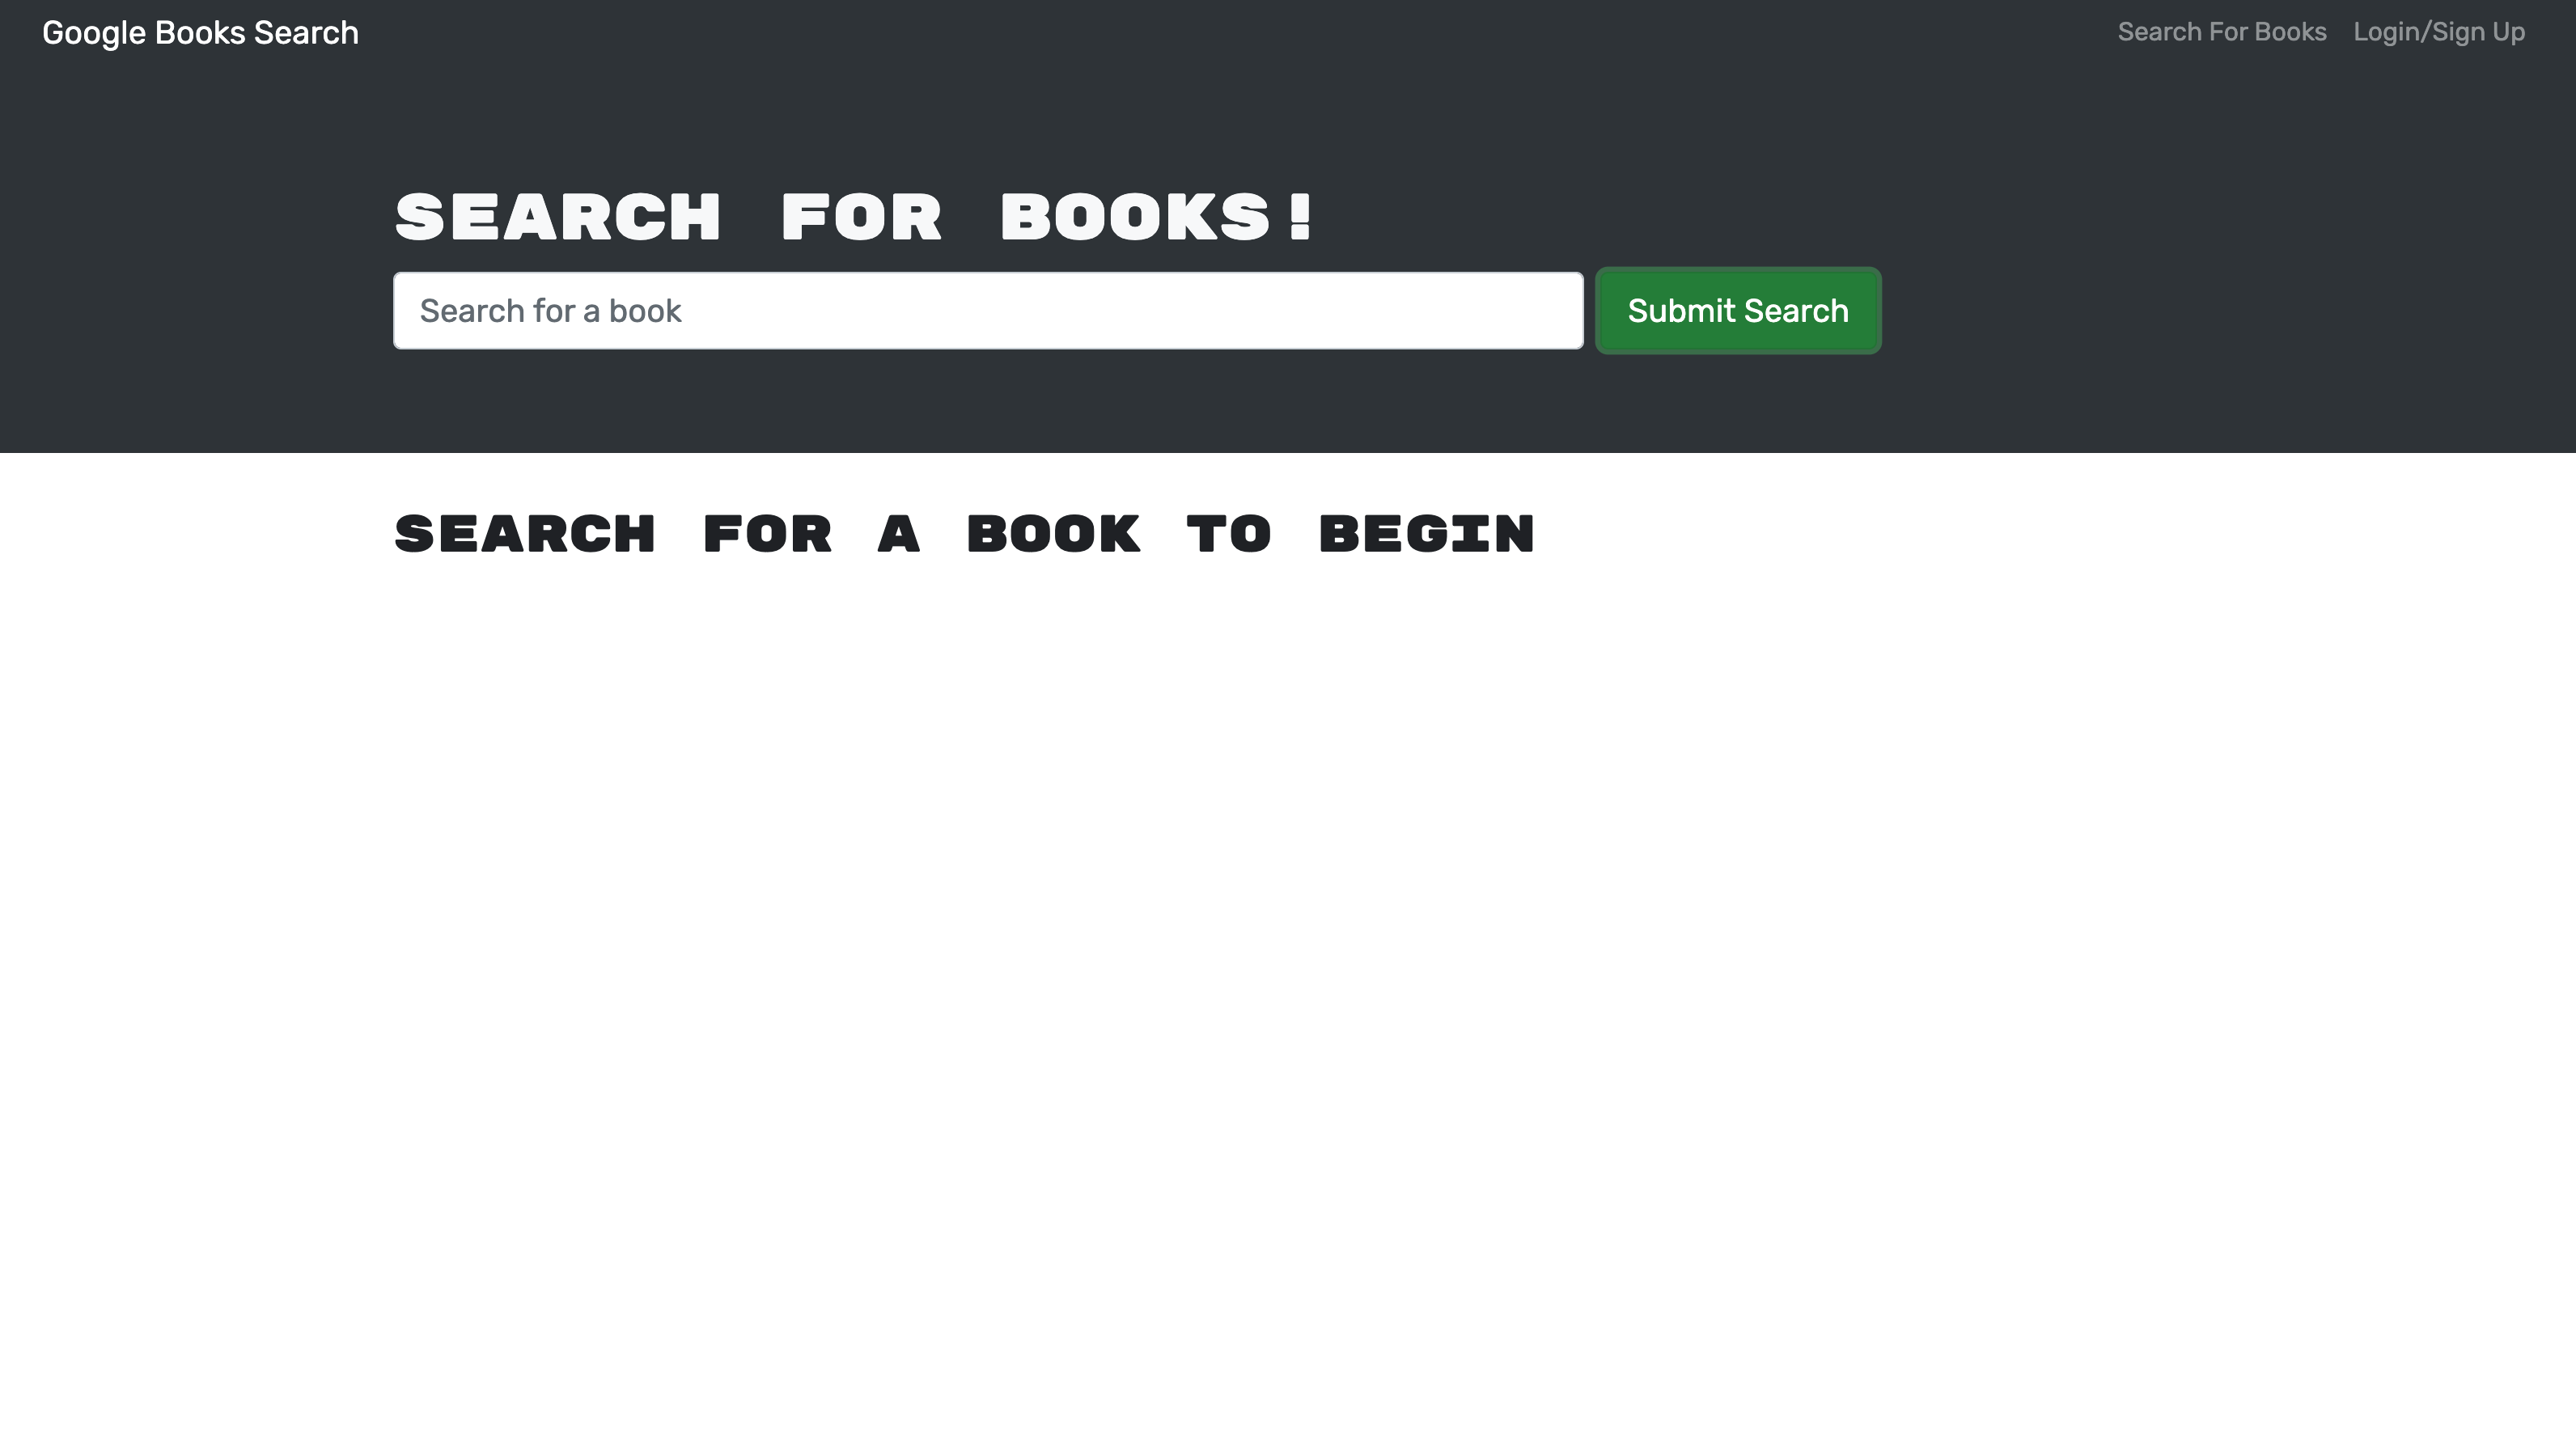 Google Books Search
Search For Books
Login/Sign Up
SEARCH FOR BOOKS!
Search for a book
Submit Search
SEARCH FOR A BOOK TO BEGIN